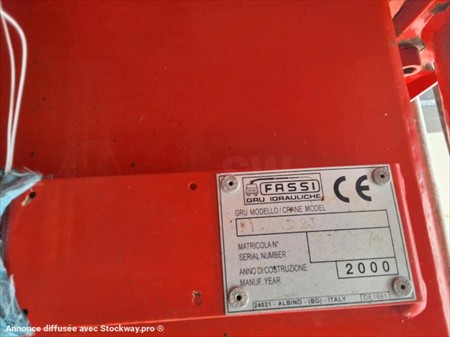 FASSI
GRU IDRAULICHE
CE
GRU MODELLO / CRANE MODEL
MATRICOLA N°
SERIAL NUMBER
ANNO DI COSTRUZIONE
MANUF. YEAR
2000
24021 - ALBINO - (BG) - ITALY
Annonce diffusée avec Stockway.pro ®